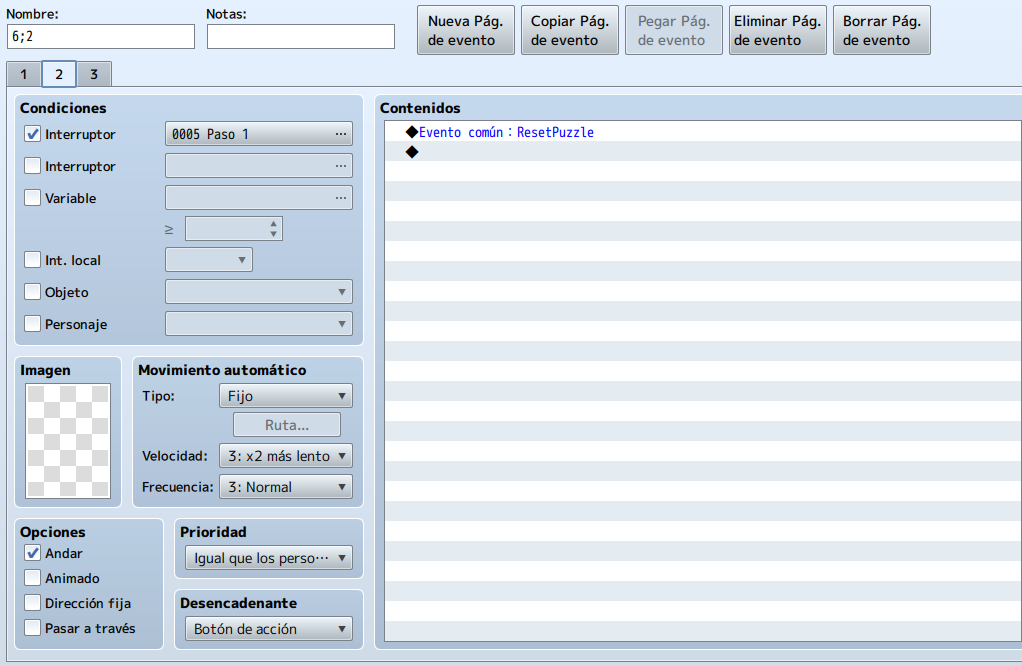 Nombre:
Notas:
6;2
Nueva Pág. de evento
Copiar Pág. de evento
Pegar Pág. de evento
Eliminar Pág. de evento
Borrar Pág. de evento
1
2
3
Condiciones
Interruptor
0005 Paso 1 ...
Interruptor
...
Variable
...
≥
Int. local
Objeto
Personaje
Imagen
Movimiento automático
Tipo:
Fijo
Ruta...
Velocidad:
3: x2 más lento
Frecuencia:
3: Normal
Opciones
Andar
Animado
Dirección fija
Pasar a través
Prioridad
Igual que los perso...
Desencadenante
Botón de acción
Contenidos
◆Evento común：ResetPuzzle
◆